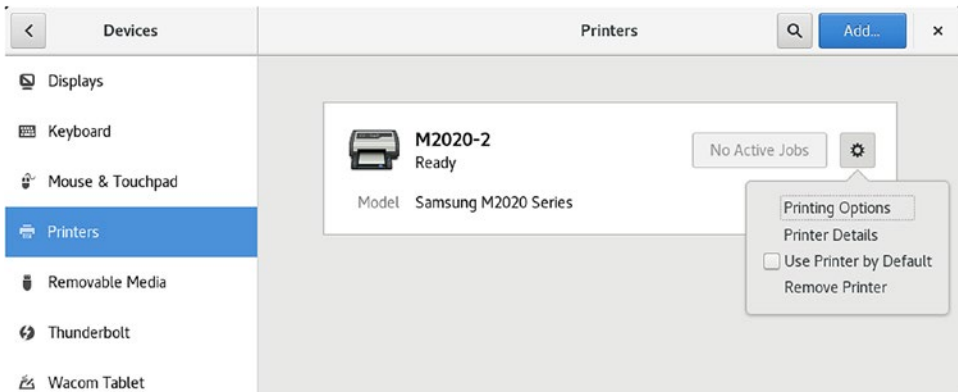 Devices
Printers
Add...
Displays
Keyboard
Mouse & Touchpad
Printers
Removable Media
Thunderbolt
Wacom Tablet
M2020-2
Ready
No Active Jobs
Model Samsung M2020 Series
Printing Options
Printer Details
Use Printer by Default
Remove Printer